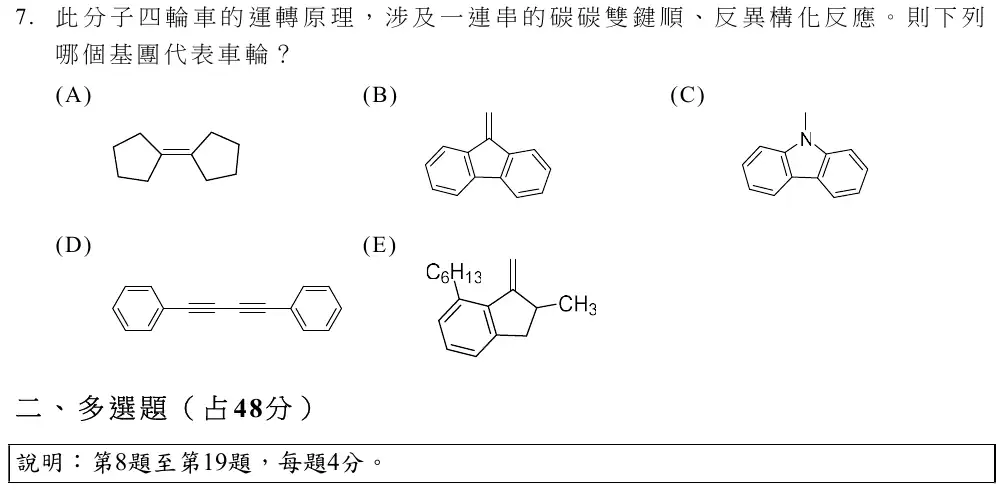 7. 此分子四輪車的運轉原理，涉及一連串的碳碳雙鍵順、反異構化反應。則下列
哪個基團代表車輪？
(A) (B) (C)
N
(D) (E)
C6H13
CH3
二、多選題（占48分）
說明：第8題至第19題，每題4分。